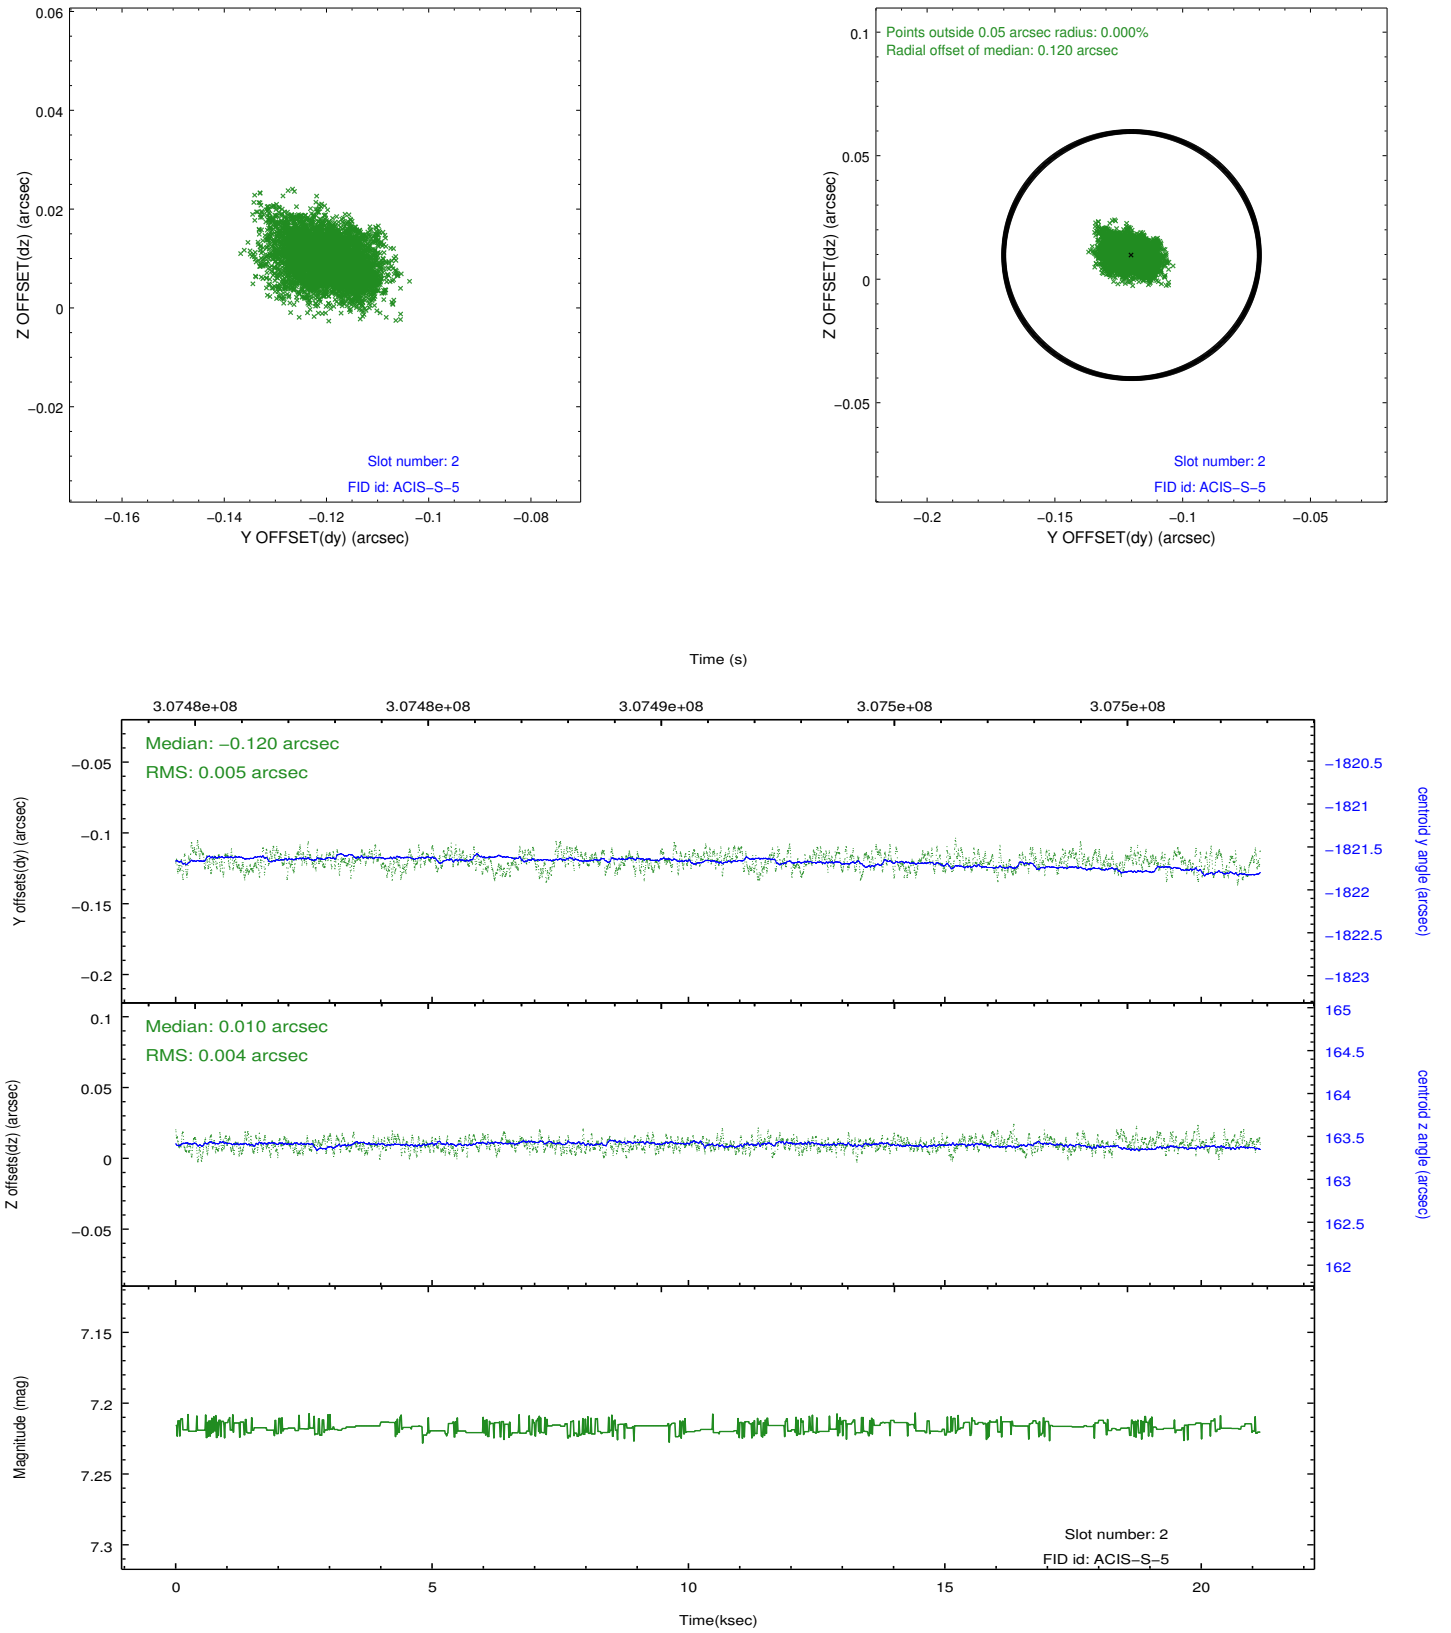 0.06
0.04
0.02
0
−0.02
Z OFFSET(dz) (arcsec)
Slot number: 2
FID id: ACIS−S−5
−0.16 −0.14 −0.12 −0.1 −0.08
Y OFFSET(dy) (arcsec)
Points outside 0.05 arcsec radius: 0.000%
Radial offset of median: 0.120 arcsec
0.1
0.05
0
−0.05
Z OFFSET(dz) (arcsec)
Slot number: 2
FID id: ACIS−S−5
−0.2 −0.15 −0.1 −0.05
Y OFFSET(dy) (arcsec)
Time (s)
3.0748e+08 3.0748e+08 3.0749e+08 3.075e+08 3.075e+08
Median: −0.120 arcsec
RMS: 0.005 arcsec
−0.05
−0.1
−0.15
−0.2
Y offsets(dy) (arcsec)
−1820.5
−1821
−1821.5
−1822
−1822.5
−1823
centroid y angle (arcsec)
Median: 0.010 arcsec
RMS: 0.004 arcsec
0.1
0.05
0
−0.05
Z offsets(dz) (arcsec)
165
164.5
164
163.5
163
162.5
162
centroid z angle (arcsec)
7.15
7.2
7.25
7.3
Magnitude (mag)
Slot number: 2
FID id: ACIS−S−5
0 5 10 15 20
Time(ksec)